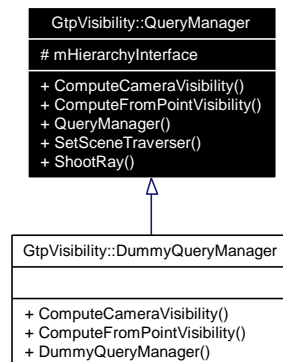 GtpVisibility::QueryManager
# mHierarchyInterface
+ ComputeCameraVisibility()
+ ComputeFromPointVisibility()
+ QueryManager()
+ SetSceneTraverser()
+ ShootRay()
GtpVisibility::DummyQueryManager
+ ComputeCameraVisibility()
+ ComputeFromPointVisibility()
+ DummyQueryManager()